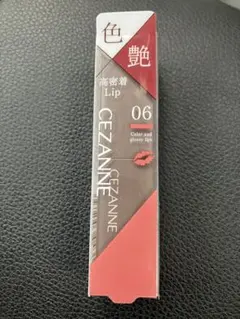 色
艶
高密着
Lip
06
Color and
glossy lips
CEZANNE
CEZANNE